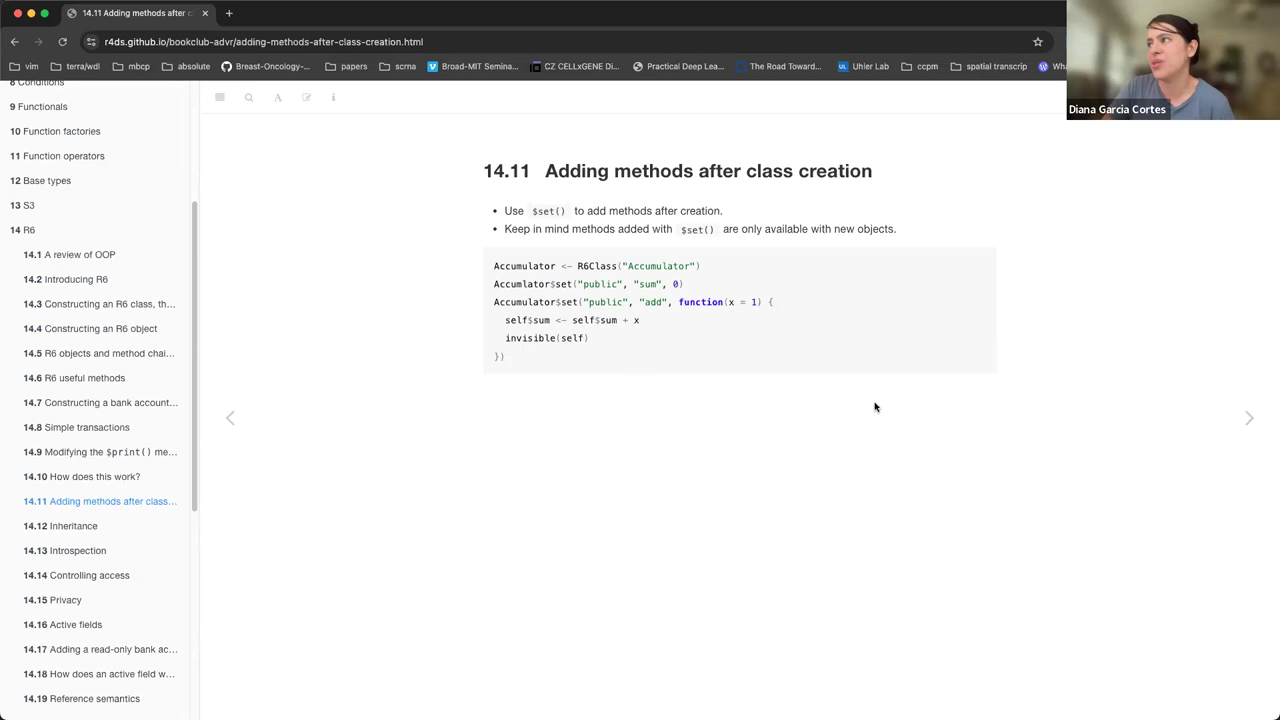 14.11 Adding methods after c
r4ds.github.io/bookclub-advr/adding-methods-after-class-creation.html
vim
terra/wdl
mbcp
absolute
Breast-Oncology-...
papers
scrna
Broad-MIT Semina...
CZ CELLxGENE Di...
Practical Deep Lea...
The Road Toward...
Uhler Lab
ccpm
spatial transcrip
Diana Garcia Cortes
8 Conditions
9 Functionals
10 Function factories
11 Function operators
12 Base types
13 S3
14 R6
14.1 A review of OOP
14.2 Introducing R6
14.3 Constructing an R6 class, th...
14.4 Constructing an R6 object
14.5 R6 objects and method chai...
14.6 R6 useful methods
14.7 Constructing a bank account...
14.8 Simple transactions
14.9 Modifying the $print() me...
14.10 How does this work?
14.11 Adding methods after class...
14.12 Inheritance
14.13 Introspection
14.14 Controlling access
14.15 Privacy
14.16 Active fields
14.17 Adding a read-only bank ac...
14.18 How does an active field w...
14.19 Reference semantics
14.11 Adding methods after class creation
• Use $set() to add methods after creation.
• Keep in mind methods added with $set() are only available with new objects.
Accumulator <- R6Class("Accumulator")
Accumlator$set("public", "sum", 0)
Accumulator$set("public", "add", function(x = 1) {
  self$sum <- self$sum + x
  invisible(self)
})